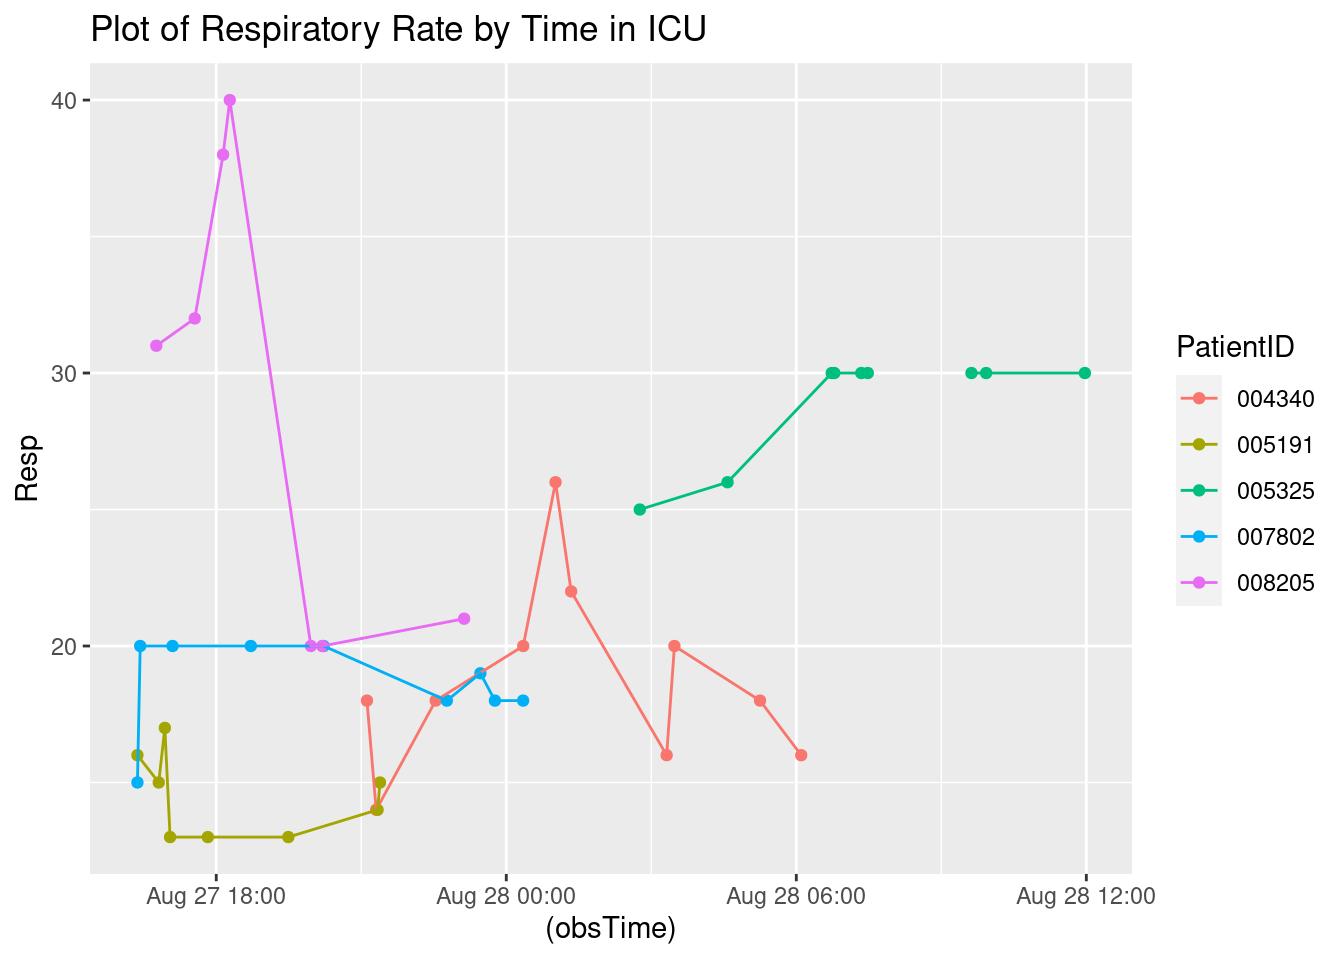 Plot of Respiratory Rate by Time in ICU
40
30
20
Resp
Aug 27 18:00 Aug 28 00:00 Aug 28 06:00 Aug 28 12:00
(obsTime)
PatientID
004340
005191
005325
007802
008205